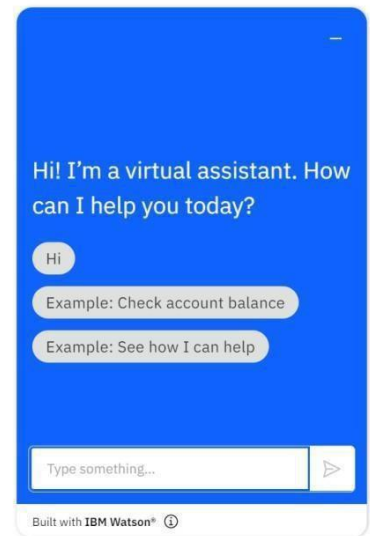 Hi! I’m a virtual assistant. How
can I help you today?
Hi
Example: Check account balance
Example: See how I can help
Type something...
Built with IBM Watson®